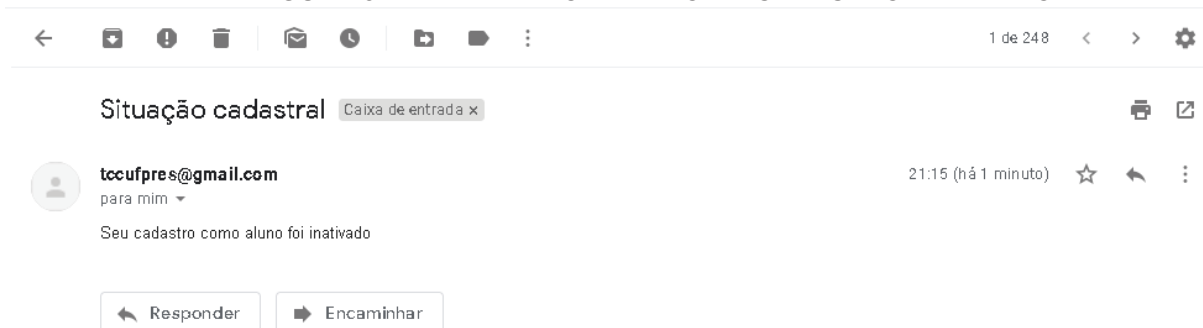 1 de 248
Situação cadastral Caixa de entrada x
tccufpres@gmail.com 21:15 (há 1 minuto)
para mim
Seu cadastro como aluno foi inativado
Responder Encaminhar